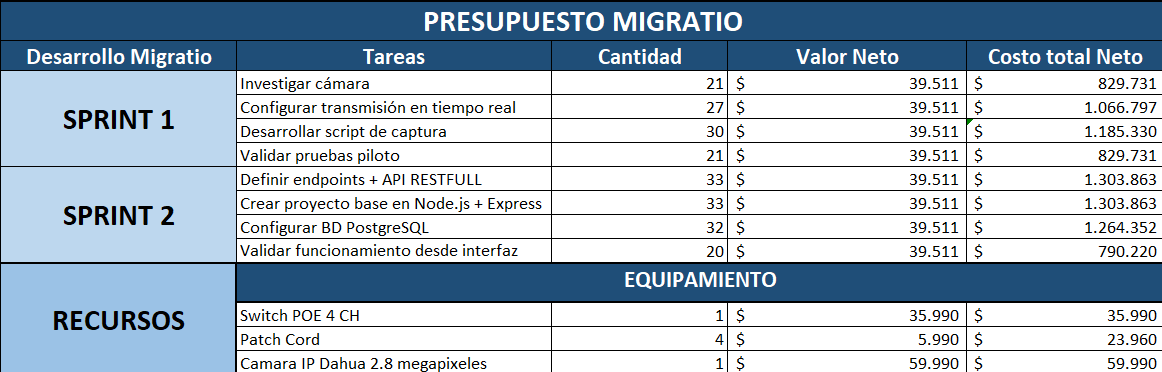 PRESUPUESTO MIGRATIO
Desarrollo Migratio Tareas Cantidad Valor Neto Costo total Neto
SPRINT 1
Investigar cámara 21 $ 39.511 $ 829.731
Configurar transmisión en tiempo real 27 $ 39.511 $ 1.066.797
Desarrollar script de captura 30 $ 39.511 $ 1.185.330
Validar pruebas piloto 21 $ 39.511 $ 829.731
SPRINT 2
Definir endpoints + API RESTFULL 33 $ 39.511 $ 1.303.863
Crear proyecto base en Node.js + Express 33 $ 39.511 $ 1.303.863
Configurar BD PostgreSQL 32 $ 39.511 $ 1.264.352
Validar funcionamiento desde interfaz 20 $ 39.511 $ 790.220
RECURSOS
EQUIPAMIENTO
Switch POE 4 CH 1 $ 35.990 $ 35.990
Patch Cord 4 $ 5.990 $ 23.960
Camara IP Dahua 2.8 megapixeles 1 $ 59.990 $ 59.990